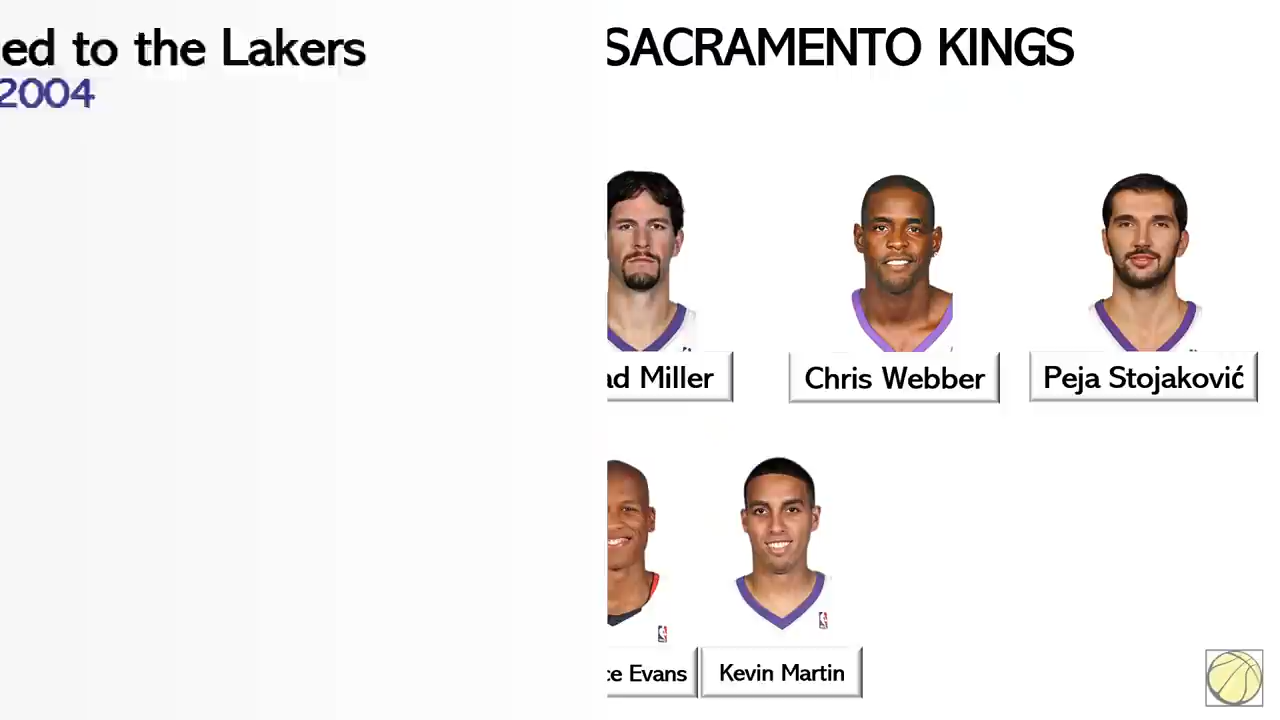 ed to the Lakers
2004
SACRAMENTO KINGS
ad Miller
Chris Webber
Peja Stojaković
ce Evans
Kevin Martin